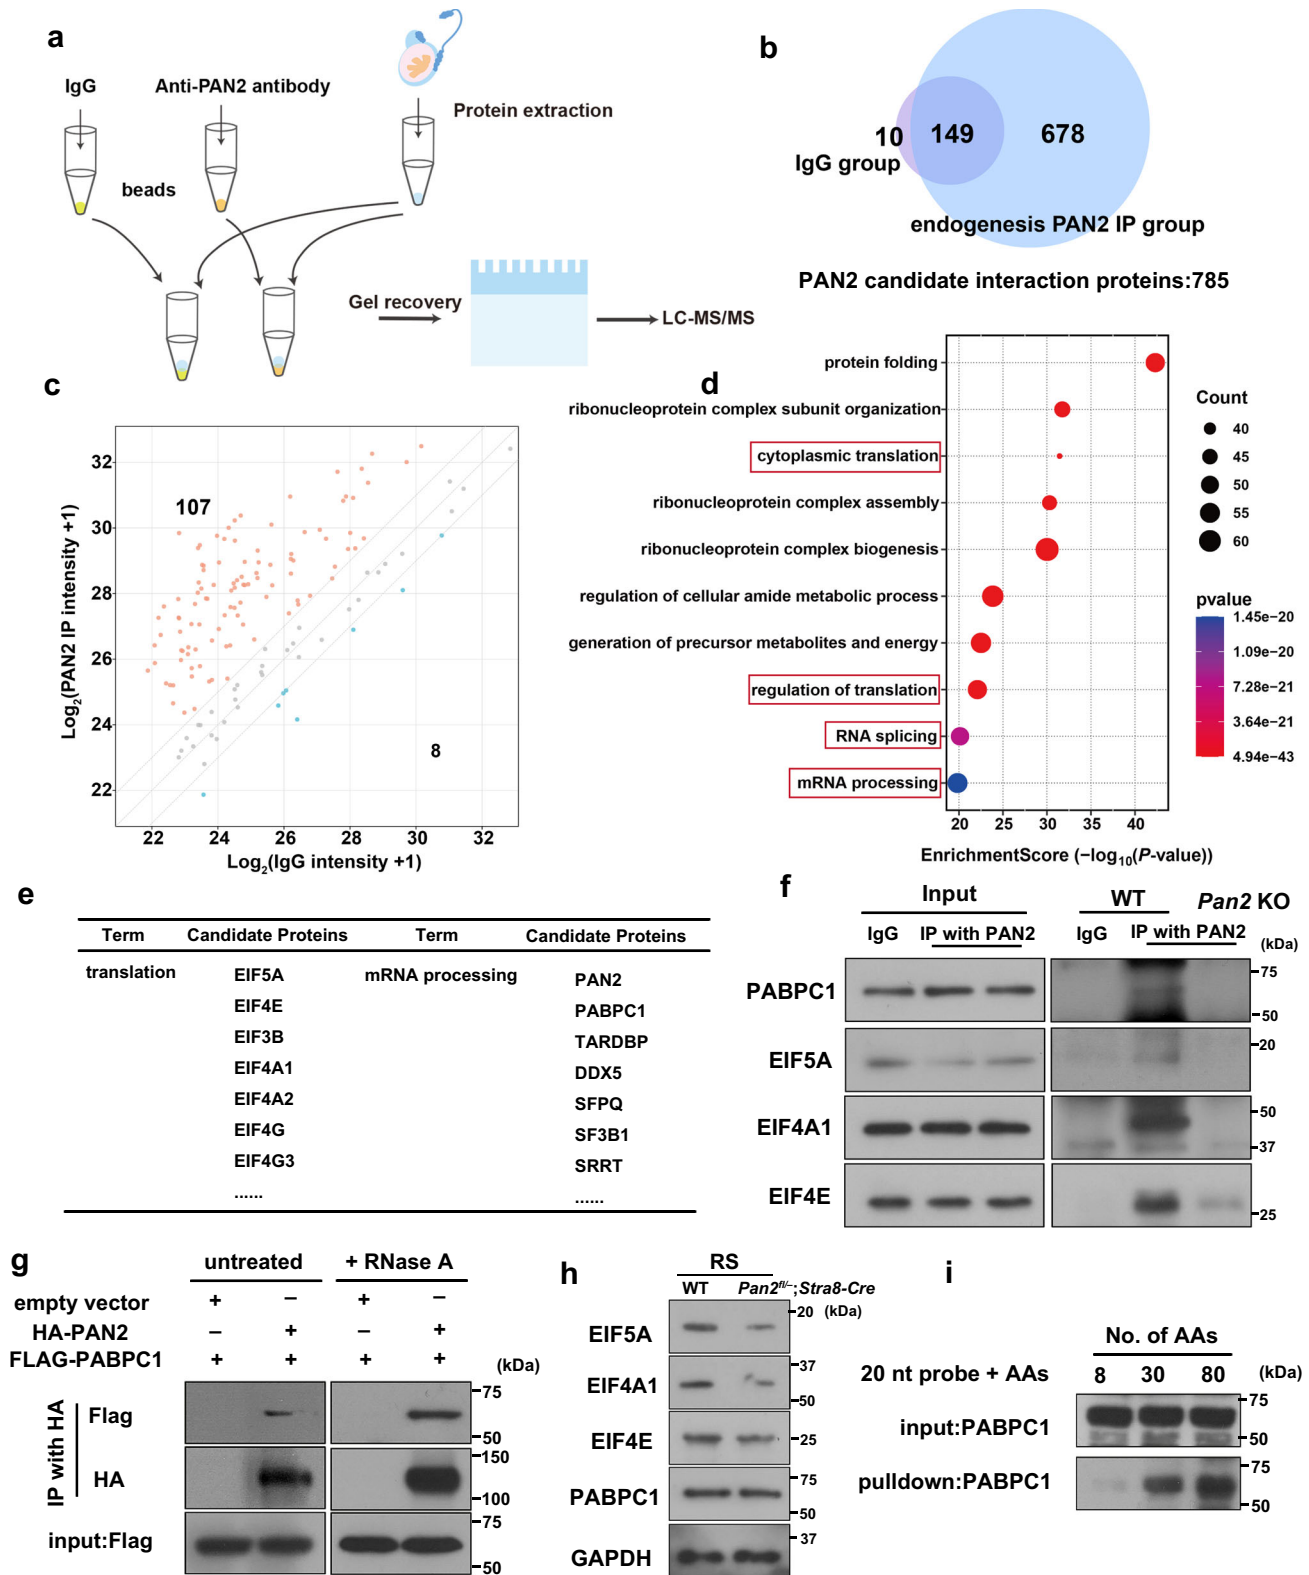 a
IgG
Anti-PAN2 antibody
Protein extraction
beads
Gel recovery
LC-MS/MS
b
10
149
678
IgG group
endogenesis PAN2 IP group
PAN2 candidate interaction proteins:785
c
Log2(PAN2 IP intensity +1)
32
30
28
26
24
22
107
8
22 24 26 28 30 32
Log2(IgG intensity +1)
d
protein folding
ribonucleoprotein complex subunit organization
cytoplasmic translation
ribonucleoprotein complex assembly
ribonucleoprotein complex biogenesis
regulation of cellular amide metabolic process
generation of precursor metabolites and energy
regulation of translation
RNA splicing
mRNA processing
20 25 30 35 40
EnrichmentScore (−log10(P-value))
Count
40
45
50
55
60
pvalue
1.45e−20
1.09e−20
7.28e−21
3.64e−21
4.94e−43
e
Term Candidate Proteins Term Candidate Proteins
translation EIF5A mRNA processing PAN2
EIF4E PABPC1
EIF3B TARDBP
EIF4A1 DDX5
EIF4A2 SFPQ
EIF4G SF3B1
EIF4G3 SRRT
...... ......
f
Input WT Pan2 KO
IgG IP with PAN2 IgG IP with PAN2 (kDa)
PABPC1 75
50
EIF5A 20
EIF4A1 50
37
EIF4E 25
g
untreated + RNase A
empty vector + − + −
HA-PAN2 − + − +
FLAG-PABPC1 + + + + (kDa)
IP with HA
Flag 75
50
HA 150
100
input:Flag 75
50
h
RS
WT Pan2fl/−;Stra8-Cre
20 (kDa)
EIF5A
EIF4A1 37
50
EIF4E 25
PABPC1 75
50
GAPDH 37
i
No. of AAs
20 nt probe + AAs 8 30 80 (kDa)
input:PABPC1 75
50
pulldown:PABPC1 75
50